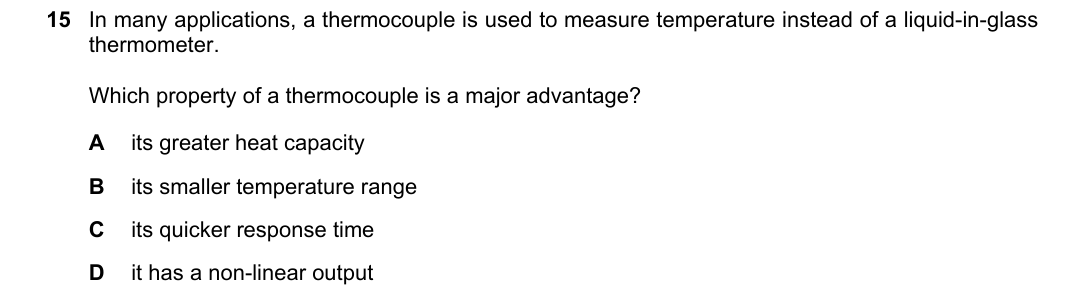 15 In many applications, a thermocouple is used to measure temperature instead of a liquid-in-glass
thermometer.
Which property of a thermocouple is a major advantage?
A its greater heat capacity
B its smaller temperature range
C its quicker response time
D it has a non-linear output